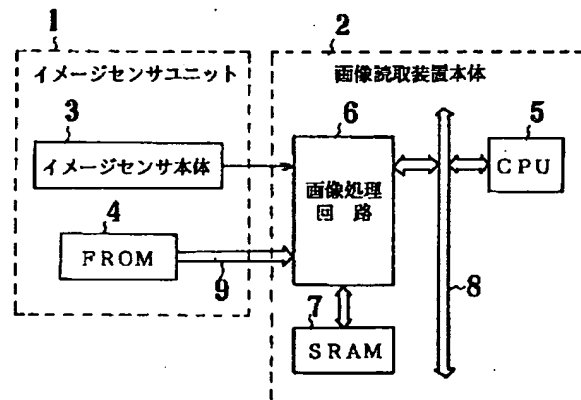 1
2
イメージセンサユニット
画像読取装置本体
3
6
5
イメージセンサ本体
画像処理
回 路
CPU
4
FROM
9
7
8
SRAM